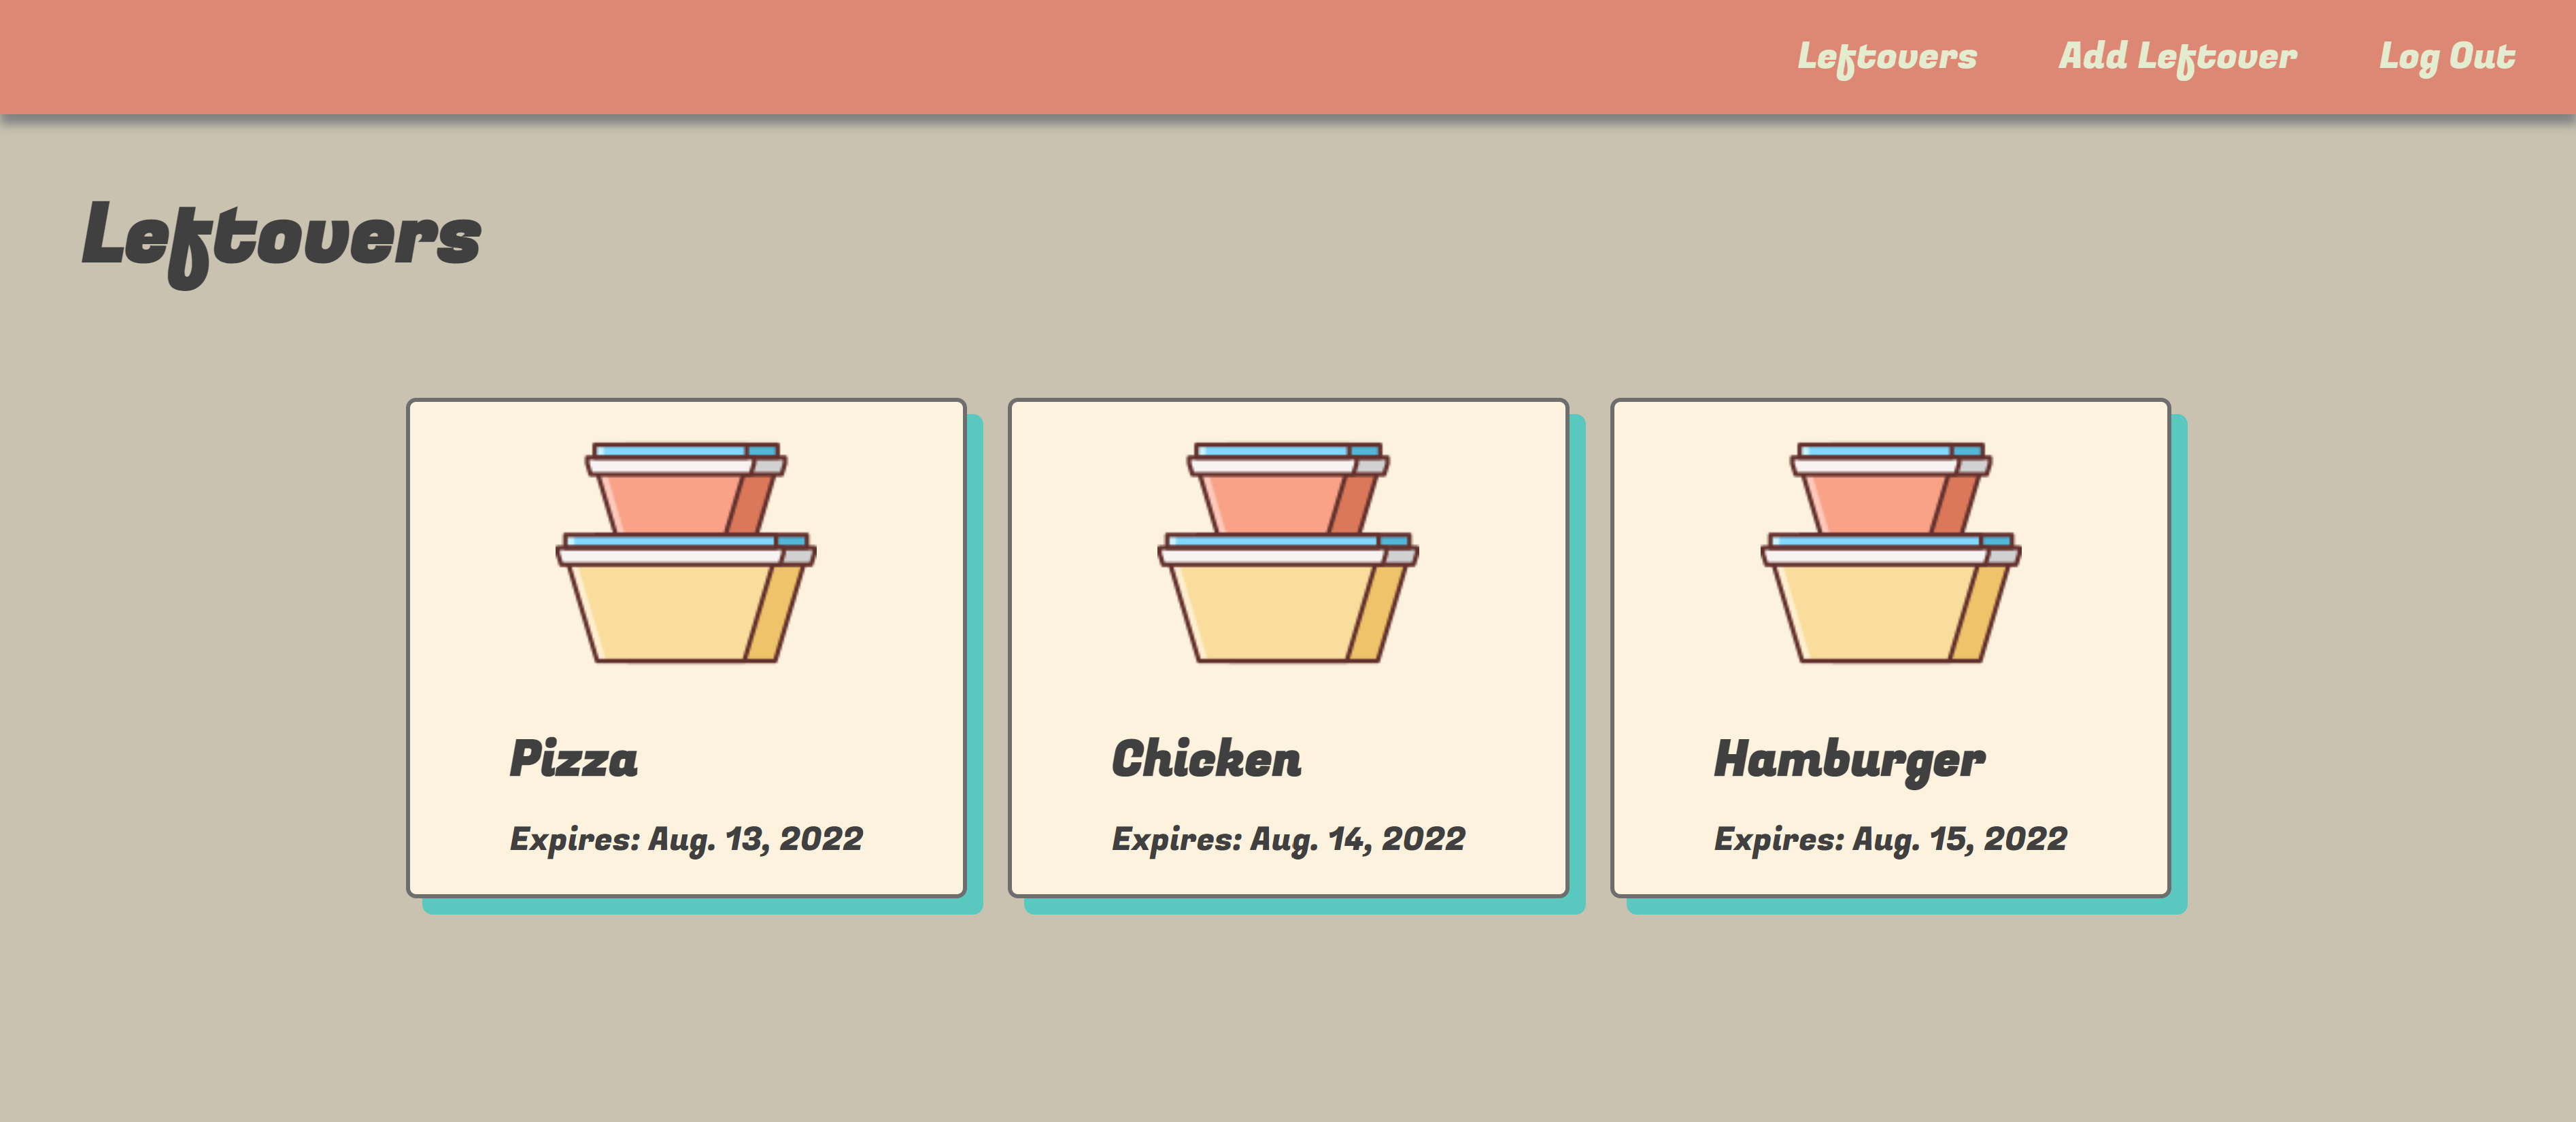 Leftovers Add Leftover Log Out
Leftovers
Pizza
Expires: Aug. 13, 2022
Chicken
Expires: Aug. 14, 2022
Hamburger
Expires: Aug. 15, 2022